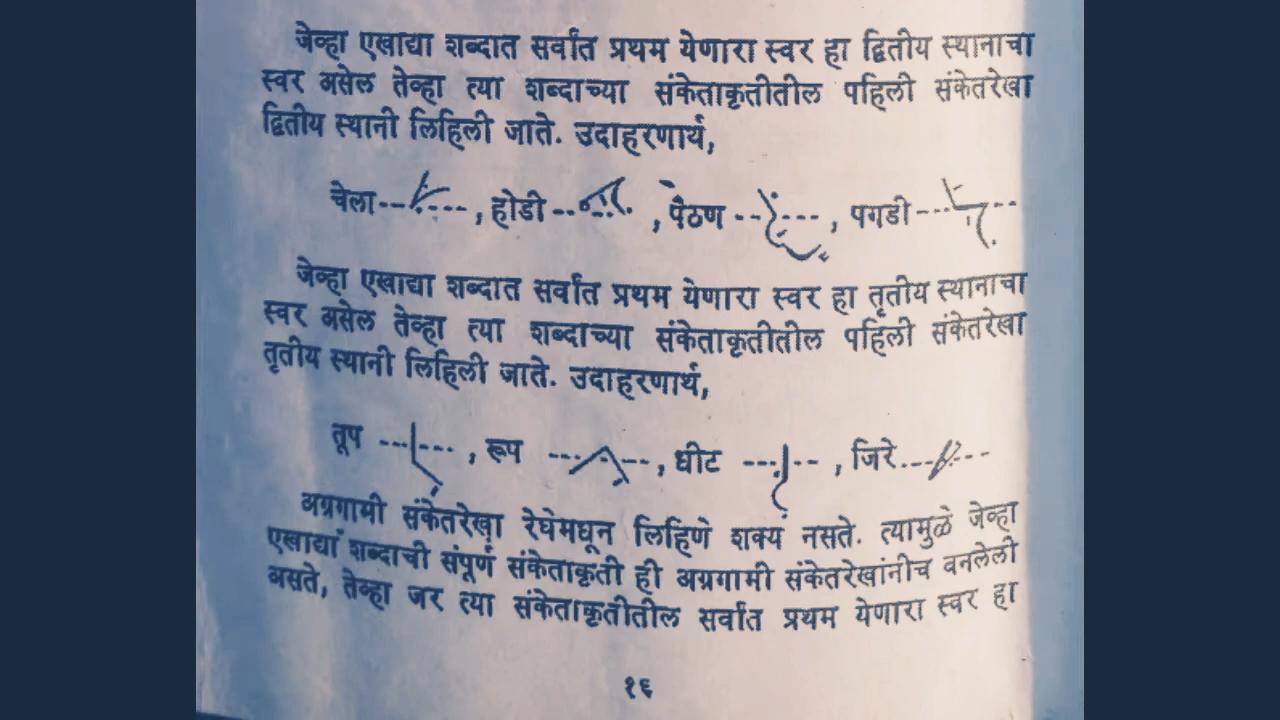 जेव्हा एखाद्या शब्दात सर्वांत प्रथम येणारा स्वर हा द्वितीय स्थानाचा
स्वर असेल तेव्हा त्या शब्दाच्या संकेताकृतीतील पहिली संकेतरेखा
द्वितीय स्थानी लिहिली जाते. उदाहरणार्थ,
चेला , होडी , पैठण , पगडी
जेव्हा एखाद्या शब्दात सर्वांत प्रथम येणारा स्वर हा तृतीय स्थानाचा
स्वर असेल तेव्हा त्या शब्दाच्या संकेताकृतीतील पहिली संकेतरेखा
तृतीय स्थानी लिहिली जाते. उदाहरणार्थ,
तूप , रूप , धीट , जिरे
अग्रगामी संकेतरेखा रेघेमधून लिहिणे शक्य नसते. त्यामुळे जेव्हा
एखाद्या शब्दाची संपूर्ण संकेताकृती ही अग्रगामी संकेतरेखांनीच बनलेली
असते, तेव्हा जर त्या संकेताकृतीतील सर्वांत प्रथम येणारा स्वर हा
१६